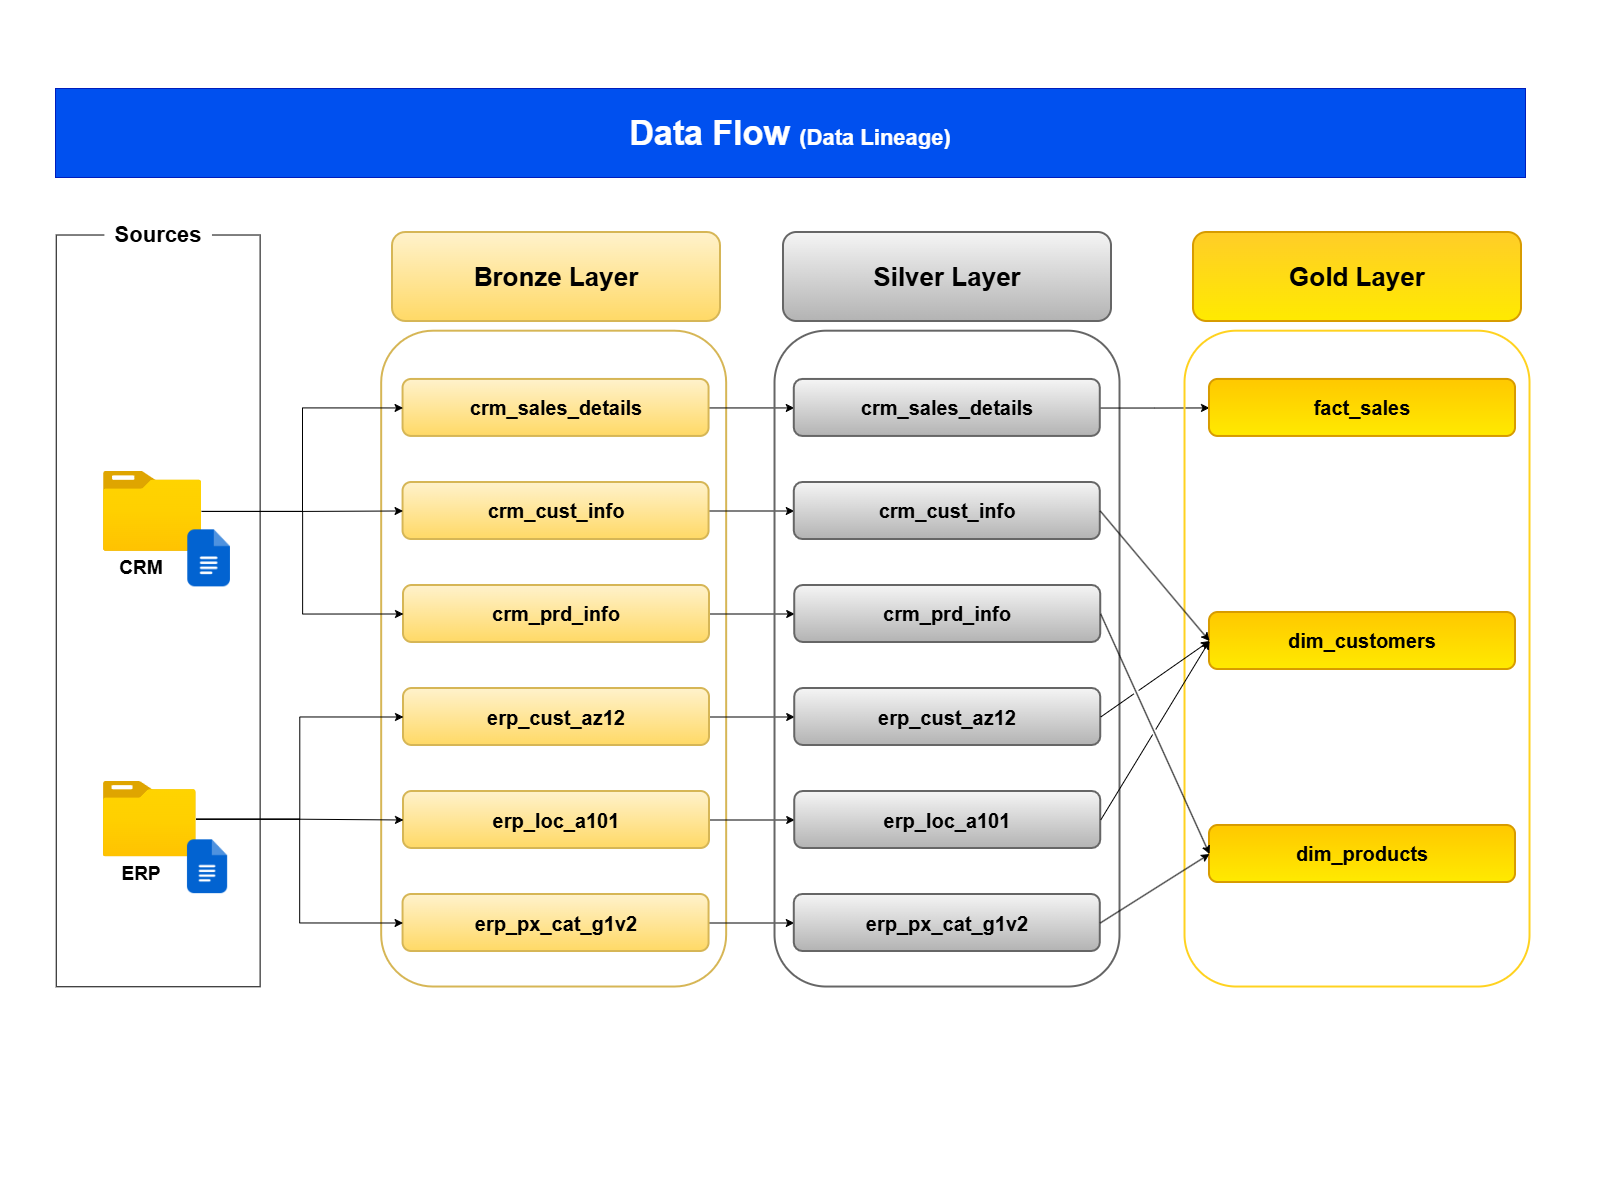 Data Flow (Data Lineage)
Sources
Bronze Layer
Silver Layer
Gold Layer
crm_sales_details
crm_sales_details
fact_sales
crm_cust_info
crm_cust_info
CRM
crm_prd_info
crm_prd_info
dim_customers
erp_cust_az12
erp_cust_az12
erp_loc_a101
erp_loc_a101
dim_products
ERP
erp_px_cat_g1v2
erp_px_cat_g1v2